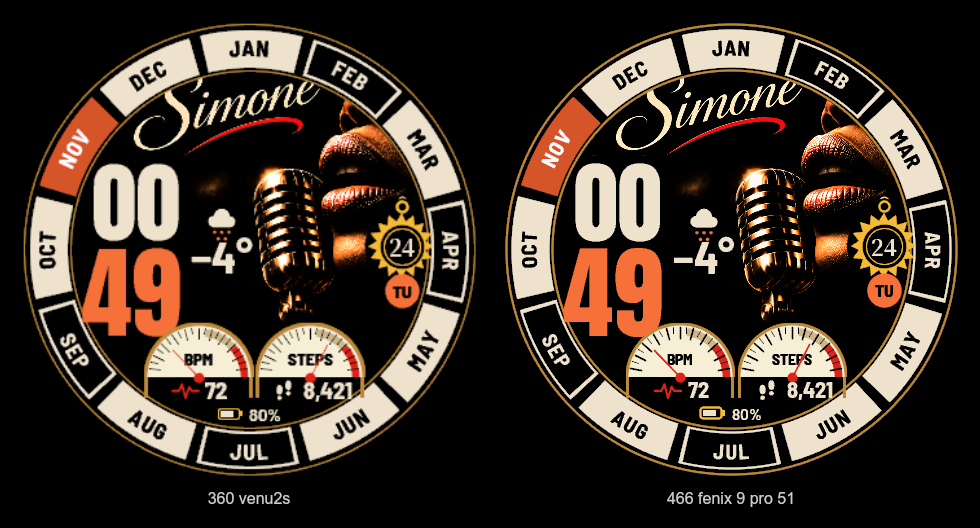 JAN
FEB
MAR
APR
MAY
JUN
JUL
AUG
SEP
OCT
NOV
DEC
Simone
00
49
-4°
24
TU
BPM
72
STEPS
8,421
80%
360 venu2s
JAN
FEB
MAR
APR
MAY
JUN
JUL
AUG
SEP
OCT
NOV
DEC
Simone
00
49
-4°
24
TU
BPM
72
STEPS
8,421
80%
466 fenix 9 pro 51